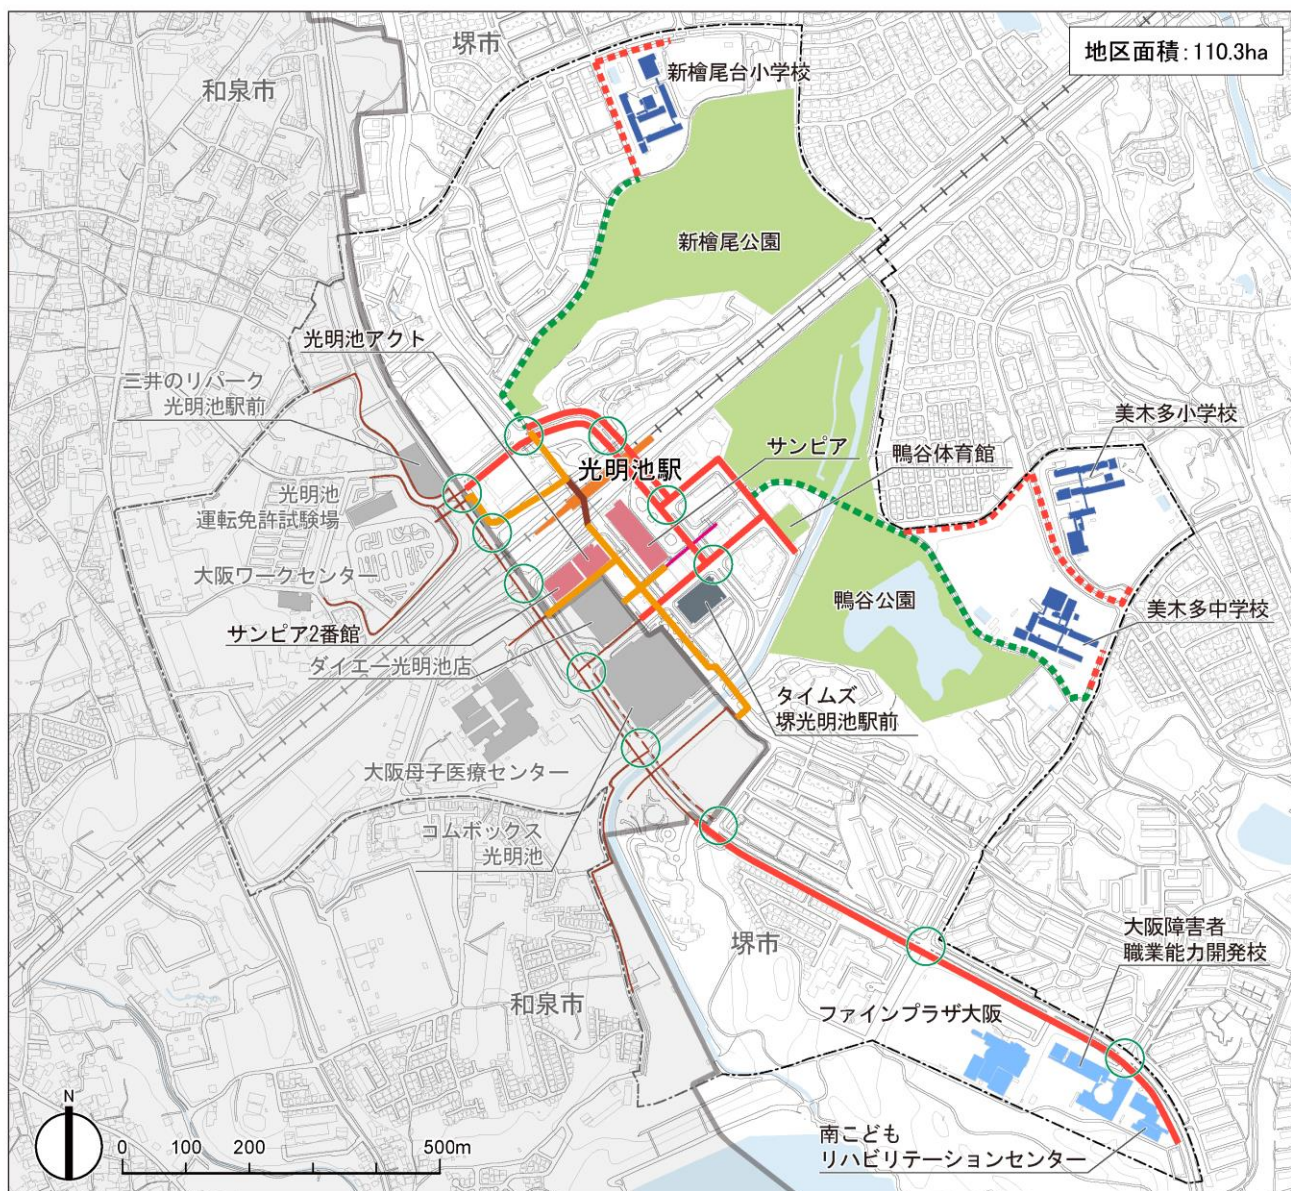 地区面積:110.3ha
堺市
和泉市
新檜尾台小学校
新檜尾公園
光明池アクト
三井のリパーク
光明池駅前
美木多小学校
サンピア
鴨谷体育館
光明池駅
光明池
運転免許試験場
大阪ワークセンター
鴨谷公園
美木多中学校
サンピア2番館
ダイエー光明池店
タイムズ
堺光明池駅前
大阪母子医療センター
コムボックス
光明池
大阪障害者
職業能力開発校
堺市
和泉市
ファインプラザ大阪
南こども
リハビリテーションセンター
N
0 100 200 500m